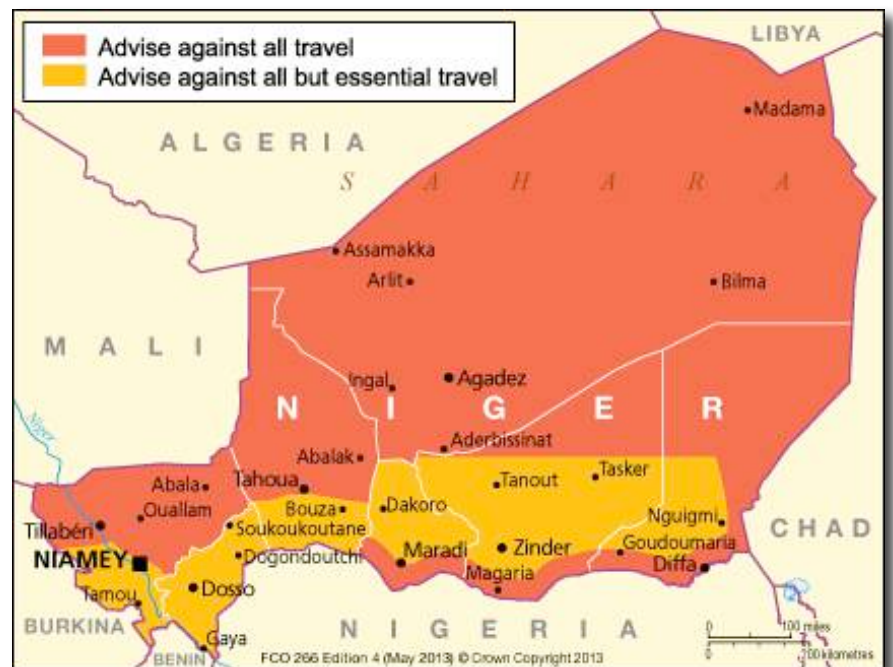 Advise against all travel
Advise against all but essential travel
LIBYA
Madama
ALGERIA
SAHARA
Assamakka
Arlit
Bilma
MALI
Ingal
Agadez
NIGER
Niger
Aderbissinat
Abalak
Tanout
Tasker
Abala
Tahoua
Ouallam
Bouza
Dakoro
Nguigmi
CHAD
Tillabéri
Soukoukoutane
NIAMEY
Dogondoutchi
Maradi
Zinder
Goudoumaria
Diffa
Tamou
Dosso
Magaria
BURKINA
Gaya
NIGERIA
0 100 miles
0 200 kilometres
BENIN
FCO 266 Edition 4 (May 2013) © Crown Copyright 2013